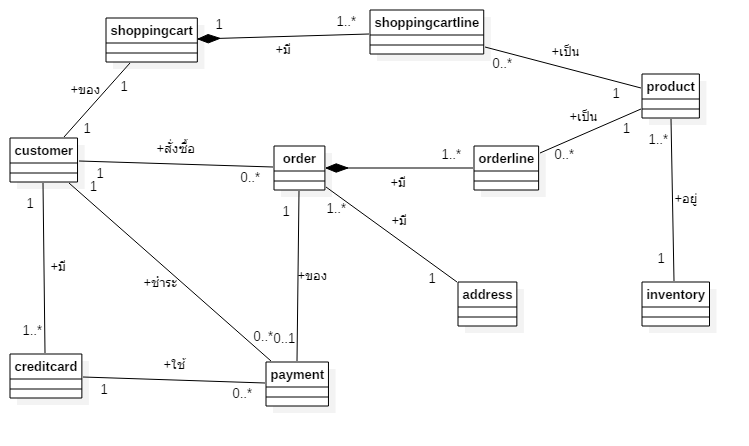 shoppingcart
1
+มี
1..*
shoppingcartline
0..*
+เป็น
1
product
1
+ของ
1
customer
1
+สั่งซื้อ
0..*
order
+มี
1..*
orderline
0..*
+เป็น
1
1..*
+อยู่
1
inventory
1..*
+มี
1
address
1
+ของ
0..1
1
+ชำระ
0..*
1
+มี
1..*
creditcard
1
+ใช้
0..*
payment